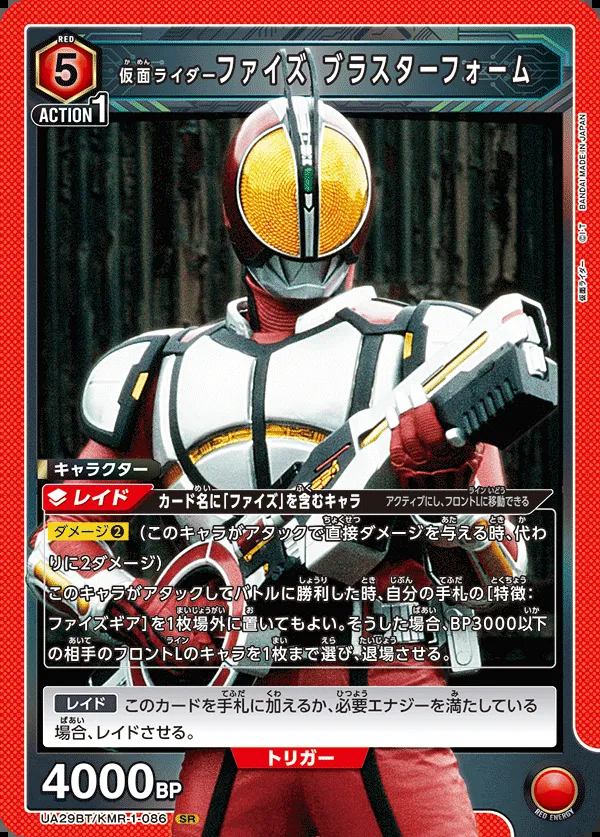 RED
5
仮面ライダーファイズ ブラスターフォーム
かめん
ACTION 1
BANDAI MADE IN JAPAN
仮面ライダー ©I・T
キャラクター
レイド カード名に「ファイズ」を含むキャラ アクティブにし、フロントLに移動できる
ダメージ❷ (このキャラがアタックで直接ダメージを与える時、代わ
りに2ダメージ)
このキャラがアタックしてバトルに勝利した時、自分の手札の[特徴:
ファイズギア]を1枚場外に置いてもよい。そうした場合、BP3000以下
の相手のフロントLのキャラを1枚まで選び、退場させる。
レイド このカードを手札に加えるか、必要エナジーを満たしている
場合、レイドさせる。
トリガー
4000BP
UA29BT/KMR-1-086 SR
RED ENERGY